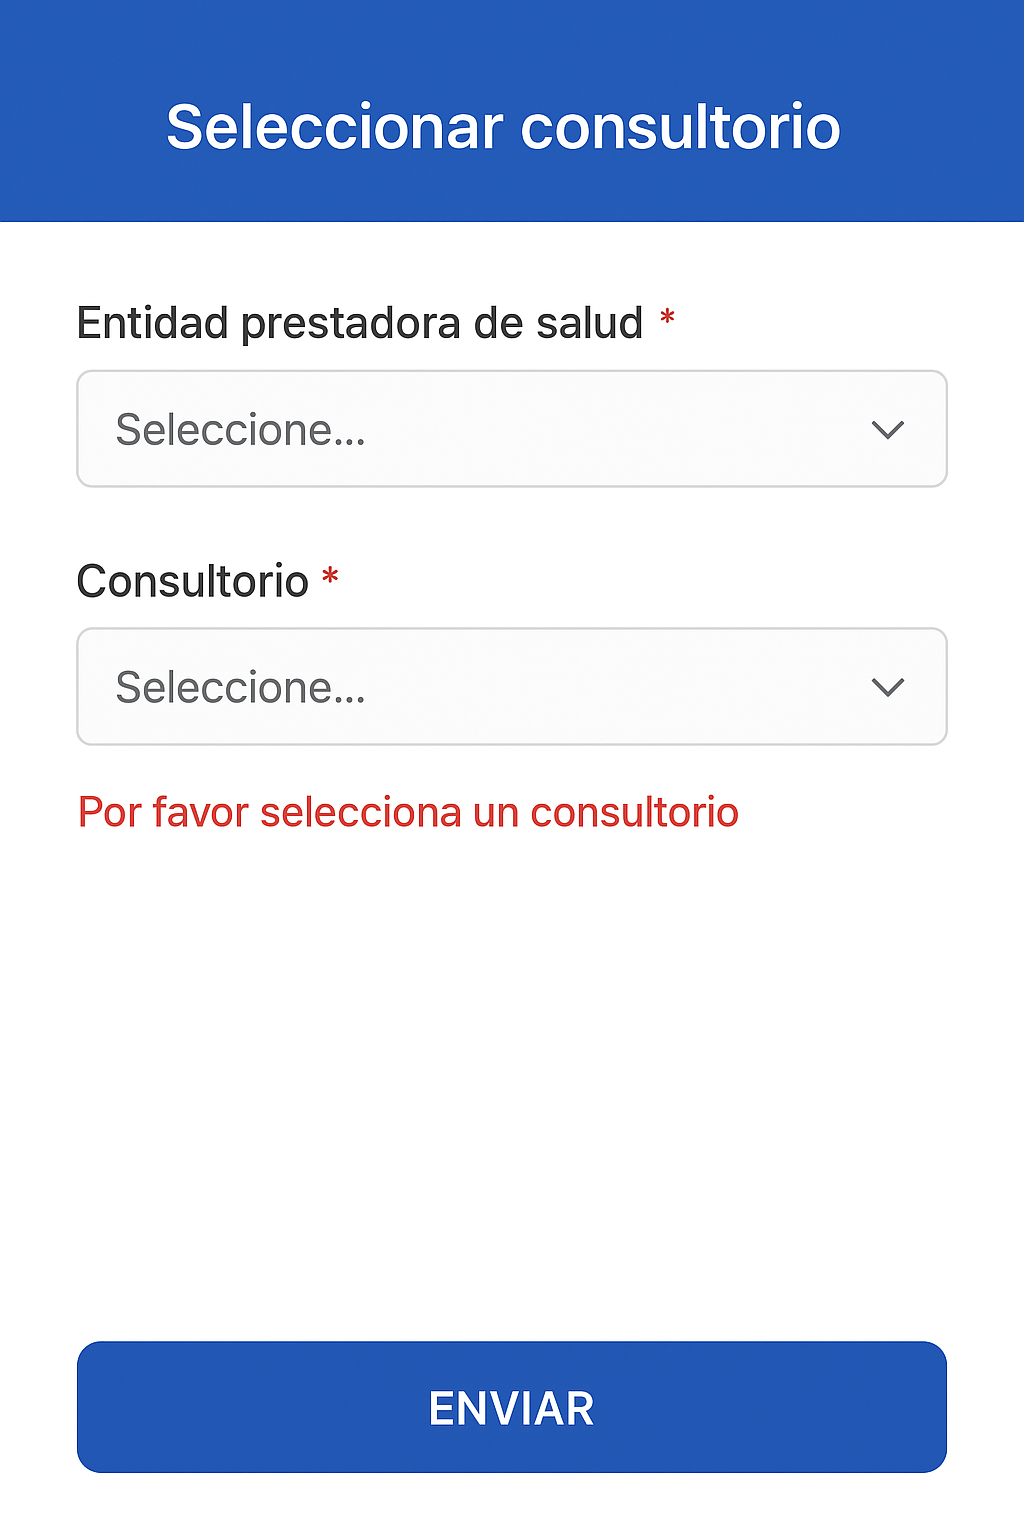 Seleccionar consultorio
Entidad prestadora de salud *
Seleccione...
Consultorio *
Seleccione...
Por favor selecciona un consultorio
ENVIAR